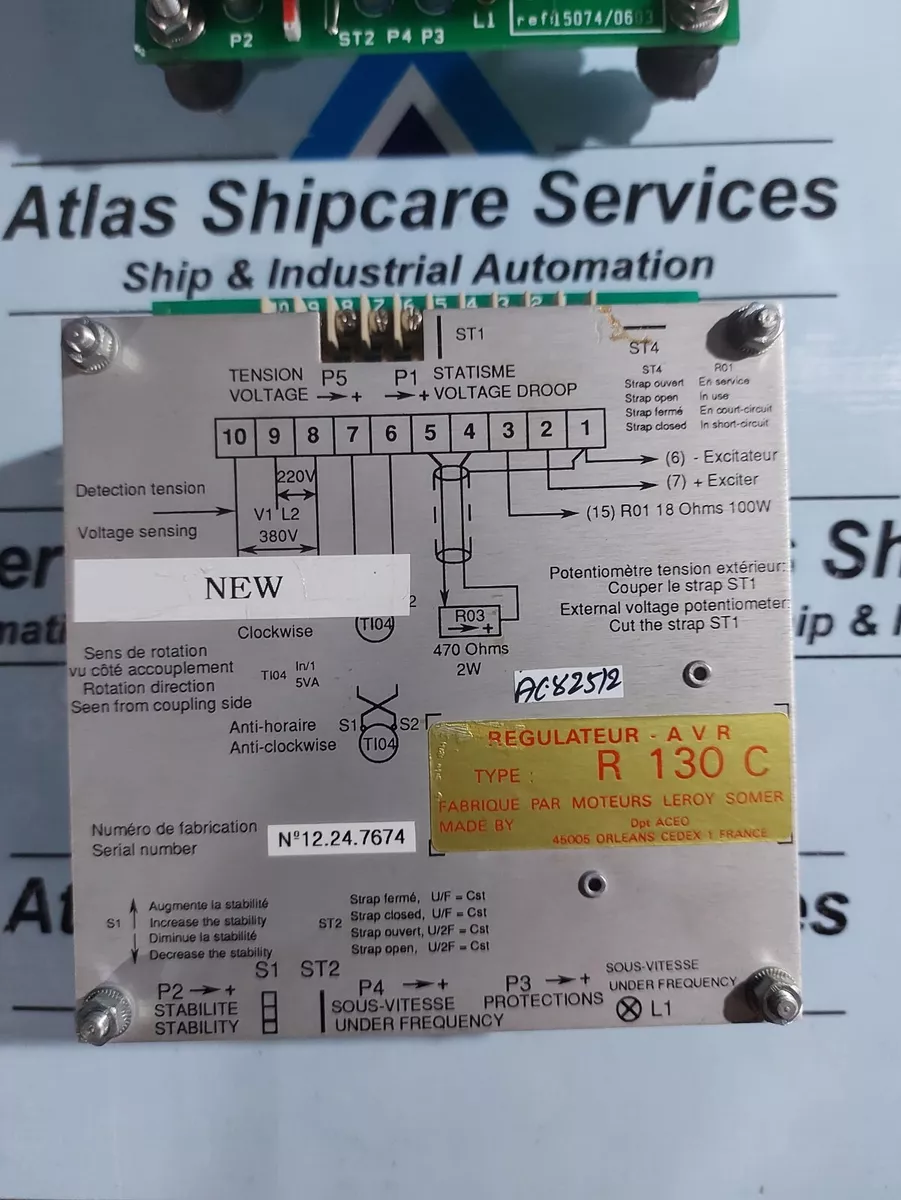 P2
ST2 P4 P3
L1
Atlas Shipcare Services
Ship & Industrial Automation
ST1
ST4
TENSION P5 P1 STATISME
VOLTAGE + + VOLTAGE DROOP
ST4 R01
Strap ouvert En service
Strap open In use
Strap fermé En court-circuit
Strap closed In short-circuit
10 9 8 7 6 5 4 3 2 1
(6) - Excitateur
(7) + Exciter
(15) R01 18 Ohms 100W
Detection tension
Voltage sensing
220V
V1 L2
380V
NEW
2
TI04
Clockwise
R03
+
470 Ohms
2W
Potentiomètre tension extérieur:
Couper le strap ST1
External voltage potentiometer:
Cut the strap ST1
Sens de rotation
vu côté accouplement
Rotation direction
Seen from coupling side
TI04 In/1
5VA
AC82512
Anti-horaire
Anti-clockwise
S1 S2
TI04
REGULATEUR - A V R
TYPE : R 130 C
FABRIQUE PAR MOTEURS LEROY SOMER
MADE BY Dpt ACEO
45005 ORLEANS CEDEX 1 FRANCE
Numéro de fabrication
Serial number
Nº12.24.7674
S1
Augmente la stabilité
Increase the stability
Diminue la stabilité
Decrease the stability
ST2
Strap fermé, U/F = Cst
Strap closed, U/F = Cst
Strap ouvert, U/2F = Cst
Strap open, U/2F = Cst
S1 ST2
P2 +
STABILITE
STABILITY
P4 +
SOUS-VITESSE
UNDER FREQUENCY
P3 +
PROTECTIONS
SOUS-VITESSE
UNDER FREQUENCY
L1